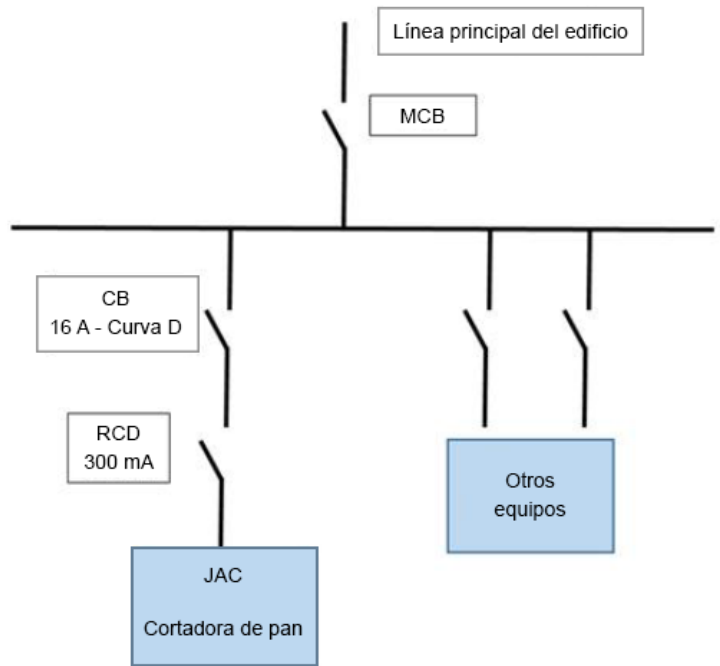 Línea principal del edificio
MCB
CB
16 A - Curva D
RCD
300 mA
Otros
equipos
JAC
Cortadora de pan